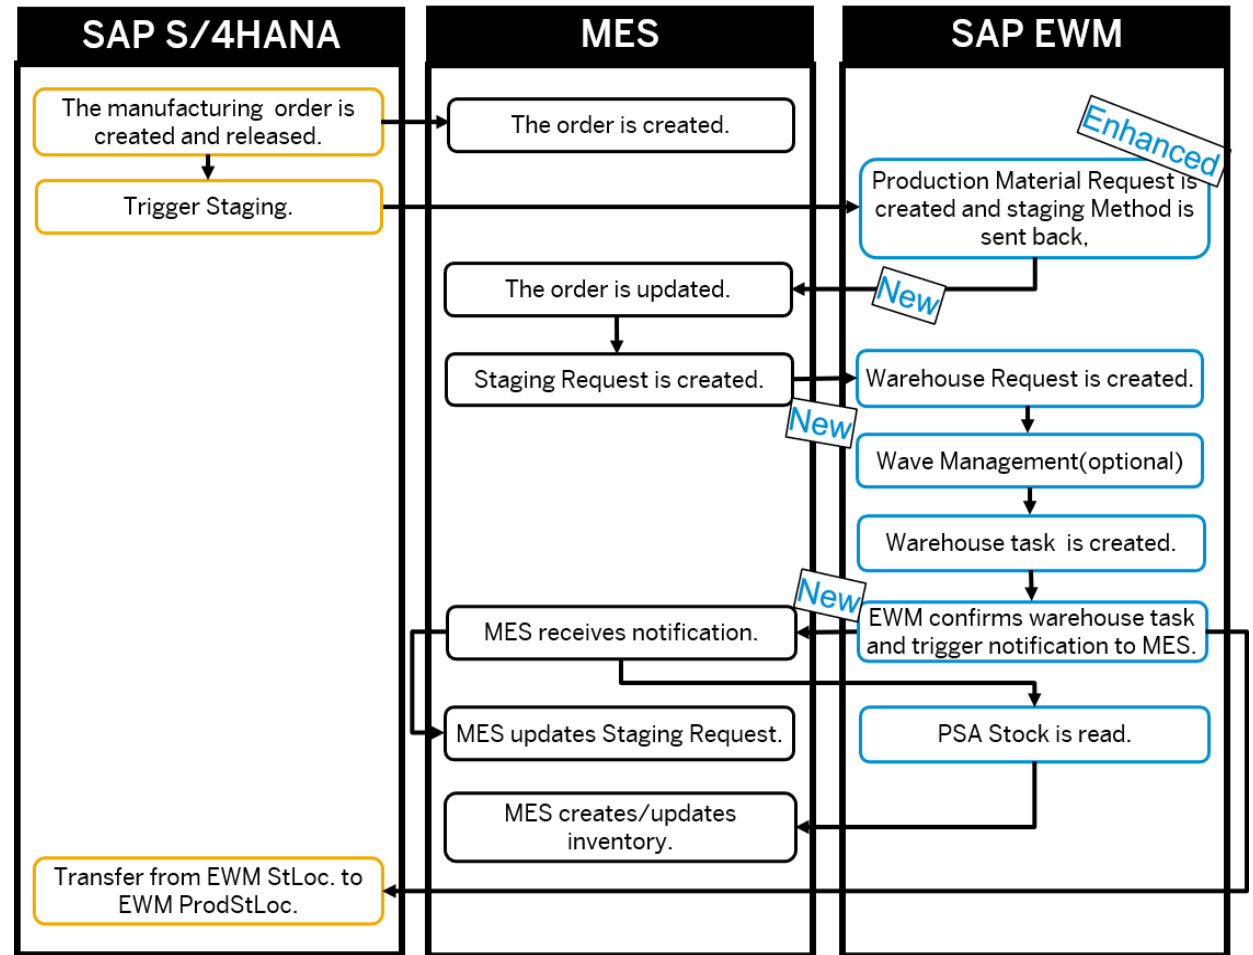 SAP S/4HANA
MES
SAP EWM
The manufacturing order is
created and released.
The order is created.
Enhanced
Trigger Staging.
Production Material Request is
created and staging Method is
sent back,
The order is updated.
New
Staging Request is created.
Warehouse Request is created.
New
Wave Management(optional)
Warehouse task is created.
New
MES receives notification.
EWM confirms warehouse task
and trigger notification to MES.
MES updates Staging Request.
PSA Stock is read.
MES creates/updates
inventory.
Transfer from EWM StLoc. to
EWM ProdStLoc.